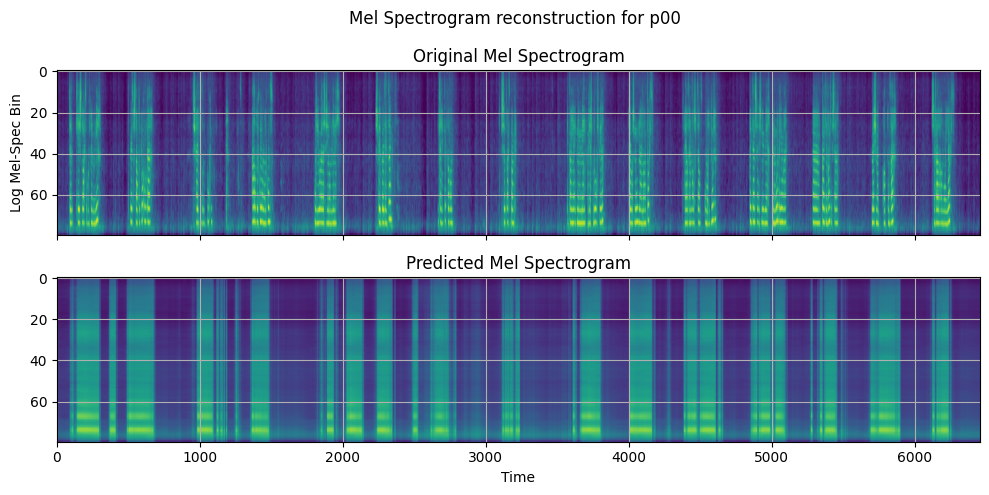 Mel Spectrogram reconstruction for p00
Original Mel Spectrogram
0
20
40
60
Log Mel-Spec Bin
Predicted Mel Spectrogram
0
20
40
60
0 1000 2000 3000 4000 5000 6000
Time